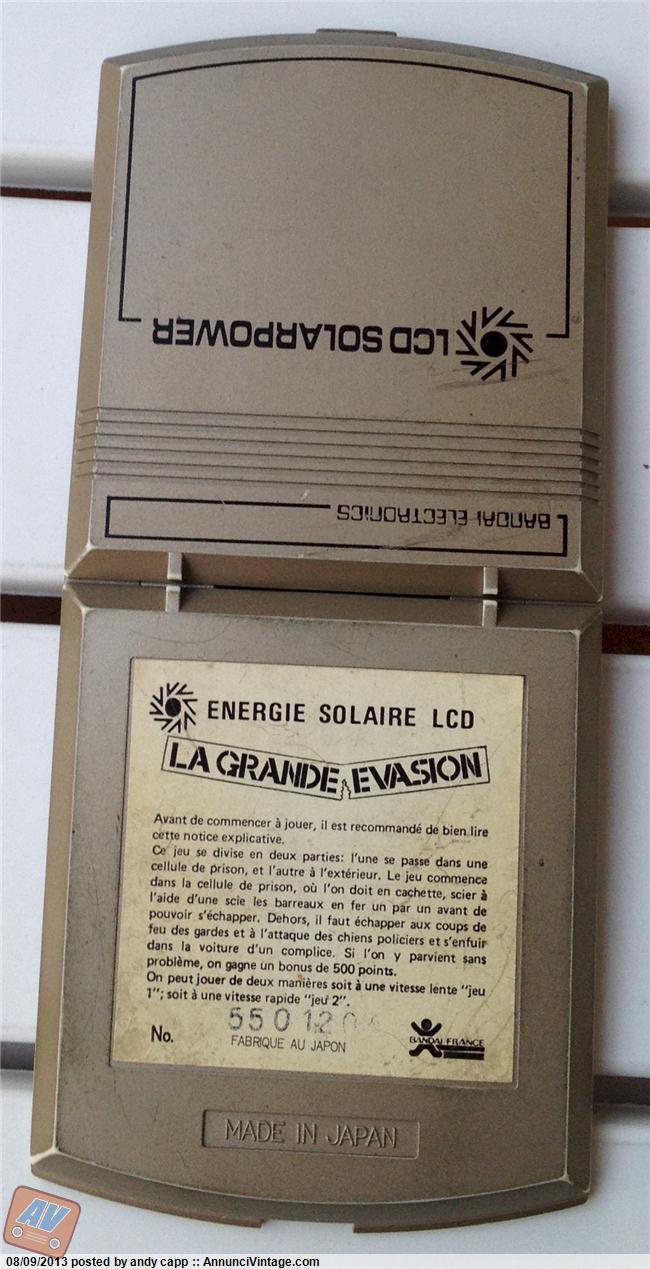 LCD SOLARPOWER
BANDAI ELECTRONICS
ENERGIE SOLAIRE LCD
LA GRANDE EVASION
Avant de commencer à jouer, il est recommandé de bien lire
cette notice explicative.
Ce jeu se divise en deux parties: l'une se passe dans une
cellule de prison, et l'autre à l'extérieur. Le jeu commence
dans la cellule de prison, où l'on doit en cachette, scier à
l'aide d'une scie les barreaux en fer un par un avant de
pouvoir s'échapper. Dehors, il faut échapper aux coups de
feu des gardes et à l'attaque des chiens policiers et s'enfuir
dans la voiture d'un complice. Si l'on y parvient sans
problème, on gagne un bonus de 500 points.
On peut jouer de deux manières soit à une vitesse lente "jeu
1"; soit à une vitesse rapide "jeu 2".
No.
FABRIQUE AU JAPON
BANDAI FRANCE
MADE IN JAPAN
AV
08/09/2013 posted by andy capp :: AnnunciVintage.com